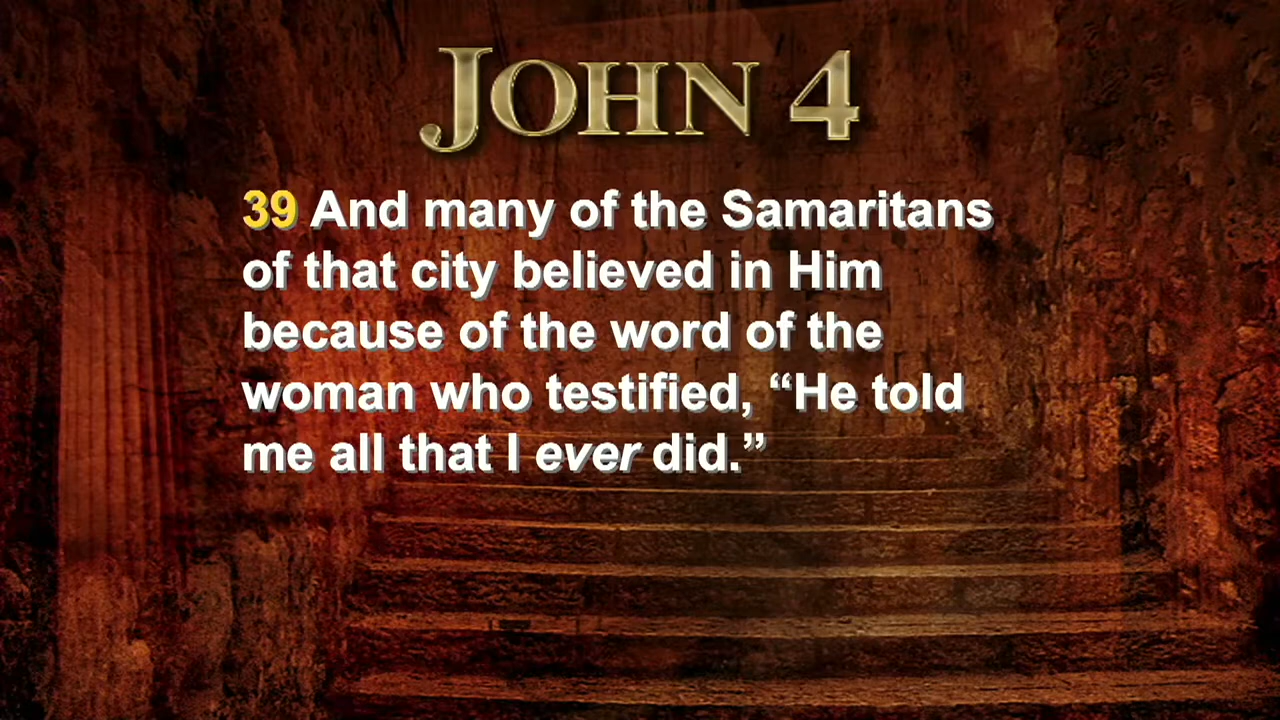 JOHN 4
39 And many of the Samaritans
of that city believed in Him
because of the word of the
woman who testified, “He told
me all that I ever did.”